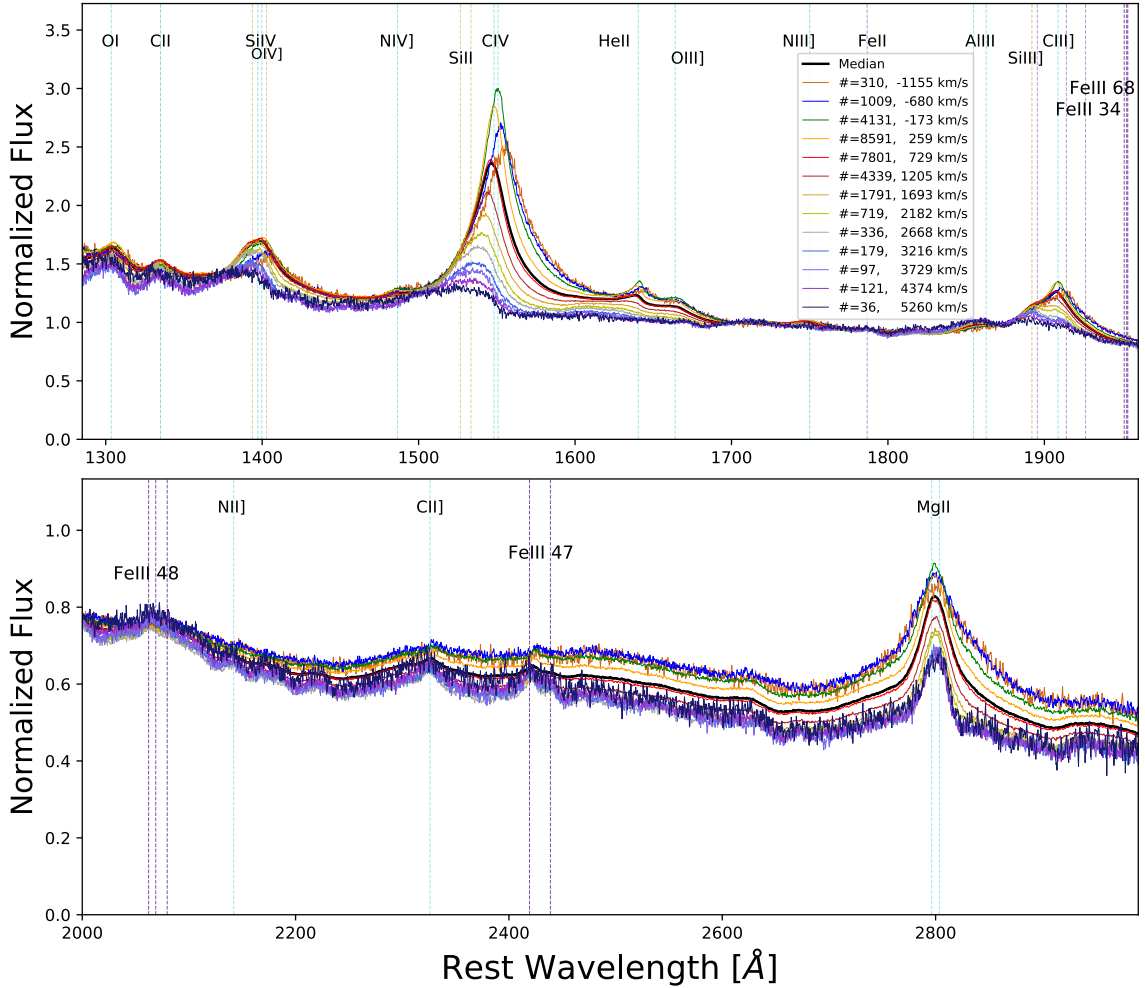 3.5
3.0
2.5
2.0
1.5
1.0
0.5
0.0
Normalized Flux
OI
CII
SiIV
OIV]
NIV]
SiII
CIV
HeII
OIII]
NIII]
FeII
AlIII
SiIII]
CIII]
FeIII 68
FeIII 34
Median
#=310, -1155 km/s
#=1009, -680 km/s
#=4131, -173 km/s
#=8591, 259 km/s
#=7801, 729 km/s
#=4339, 1205 km/s
#=1791, 1693 km/s
#=719, 2182 km/s
#=336, 2668 km/s
#=179, 3216 km/s
#=97, 3729 km/s
#=121, 4374 km/s
#=36, 5260 km/s
1300 1400 1500 1600 1700 1800 1900
1.0
0.8
0.6
0.4
0.2
0.0
Normalized Flux
FeIII 48
NII]
CII]
FeIII 47
MgII
2000 2200 2400 2600 2800
Rest Wavelength [Å]